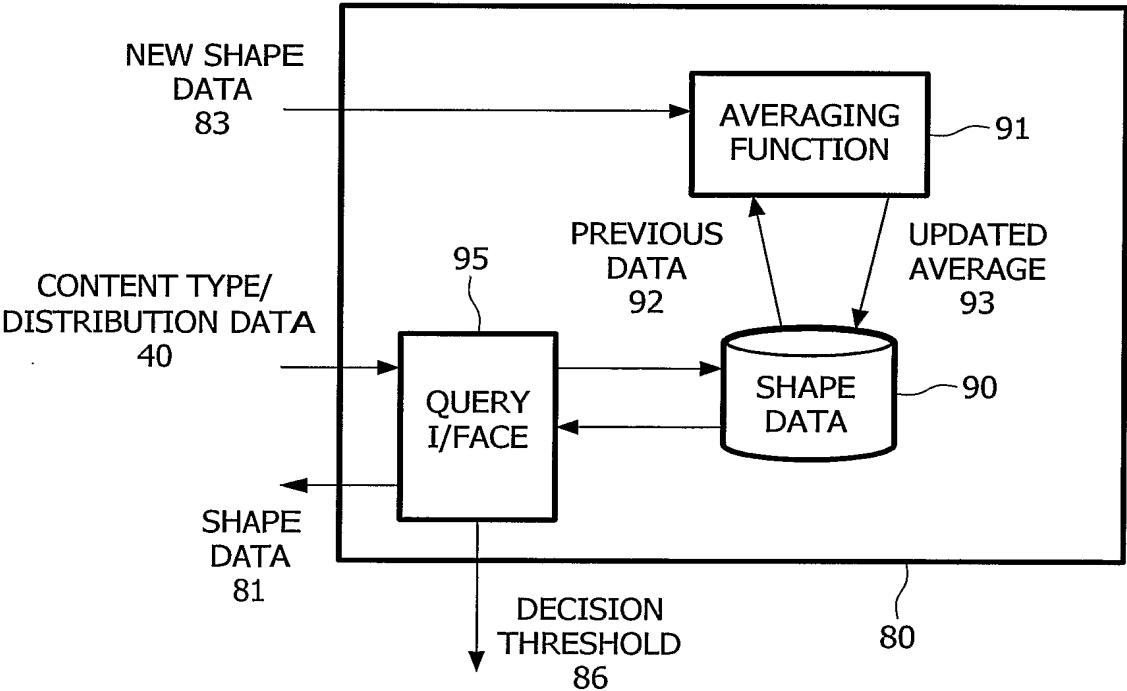 NEW SHAPE
DATA
83
AVERAGING
FUNCTION
91
PREVIOUS
DATA
92
UPDATED
AVERAGE
93
95
CONTENT TYPE/
DISTRIBUTION DATA
40
QUERY
I/FACE
SHAPE
DATA
90
SHAPE
DATA
81
DECISION
THRESHOLD
86
80